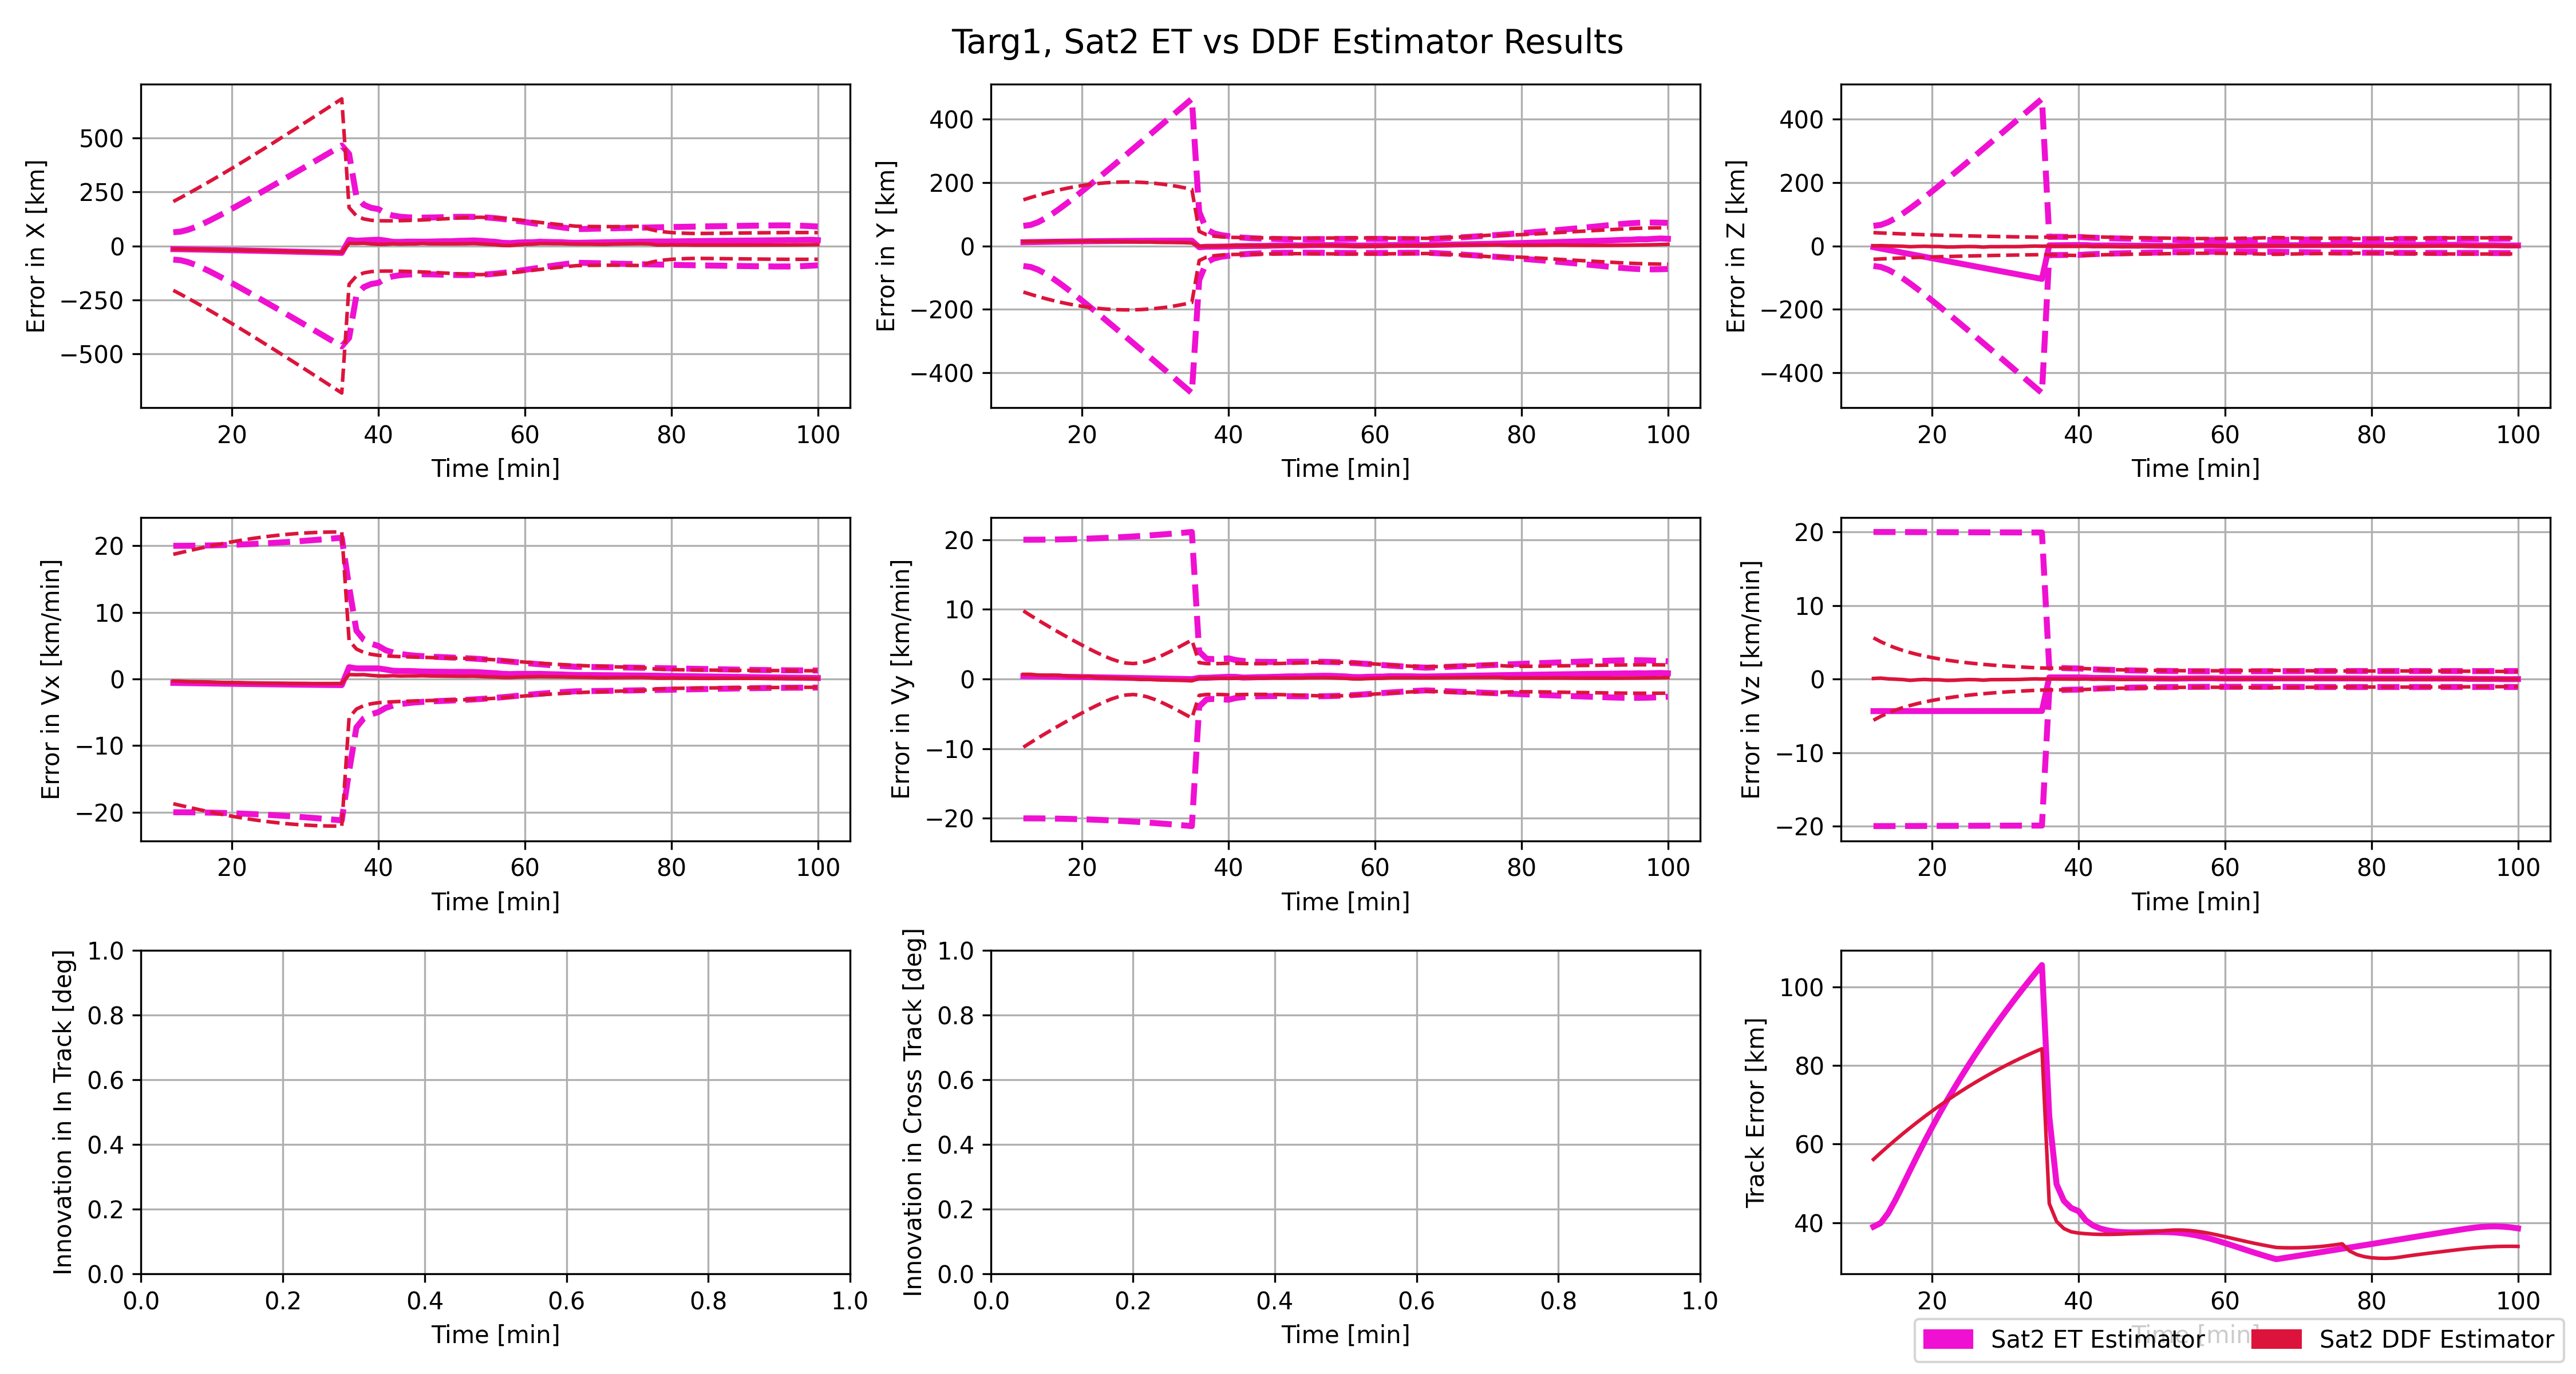 Targ1, Sat2 ET vs DDF Estimator Results
Error in X [km]
500
250
0
−250
−500
20 40 60 80 100
Time [min]
Error in Y [km]
400
200
0
−200
−400
20 40 60 80 100
Time [min]
Error in Z [km]
400
200
0
−200
−400
20 40 60 80 100
Time [min]
Error in Vx [km/min]
20
10
0
−10
−20
20 40 60 80 100
Time [min]
Error in Vy [km/min]
20
10
0
−10
−20
20 40 60 80 100
Time [min]
Error in Vz [km/min]
20
10
0
−10
−20
20 40 60 80 100
Time [min]
Innovation in In Track [deg]
1.0
0.8
0.6
0.4
0.2
0.0
0.0 0.2 0.4 0.6 0.8 1.0
Time [min]
Innovation in Cross Track [deg]
1.0
0.8
0.6
0.4
0.2
0.0
0.0 0.2 0.4 0.6 0.8 1.0
Time [min]
Track Error [km]
100
80
60
40
20 40 60 80 100
Time [min]
Sat2 ET Estimator
Sat2 DDF Estimator